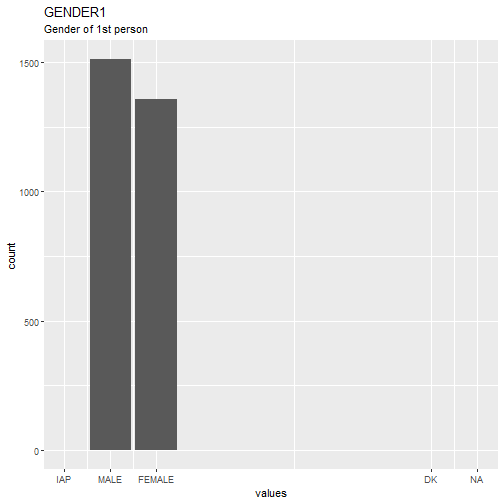 GENDER1
Gender of 1st person
1500
1000
500
0
count
IAP MALE FEMALE DK NA
values